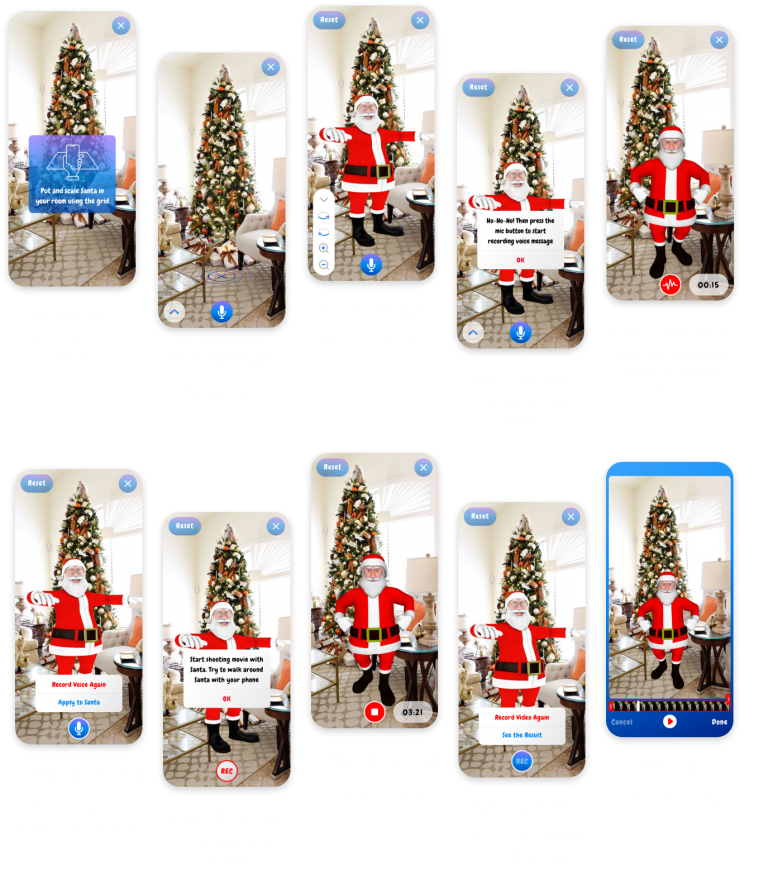 Put and scale Santa in
your room using the grid
Reset
Reset
Ho-Ho-Ho! Then press the
mic button to start
recording voice message
OK
Reset
00:15
Reset
Record Voice Again
Apply to Santa
Reset
Start shooting movie with
Santa. Try to walk around
Santa with your phone
OK
REC
Reset
03:21
Reset
Record Video Again
See the Result
REC
Cancel
Done